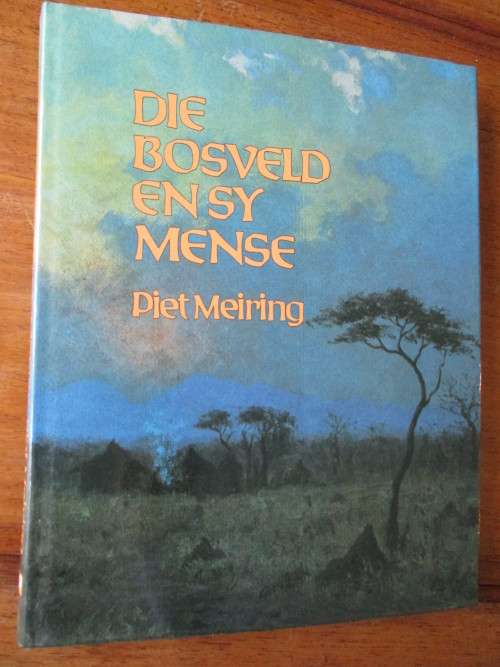 DIE
BOSVELD
EN SY
MENSE
Piet Meiring